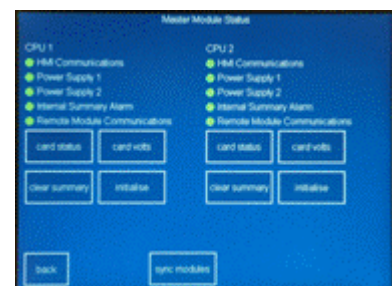 Master Module Status
CPU 1
HMI Communications
Power Supply 1
Power Supply 2
Internal Summary Alarm
Remote Module Communications
card status
card volts
clear summary
initialise
CPU 2
HMI Communications
Power Supply 1
Power Supply 2
Internal Summary Alarm
Remote Module Communications
card status
card volts
clear summary
initialise
back
sync modules